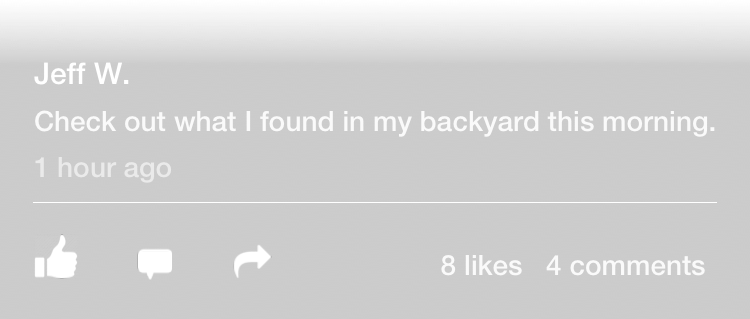 Jeff W.
Check out what I found in my backyard this morning.
1 hour ago
8 likes 4 comments